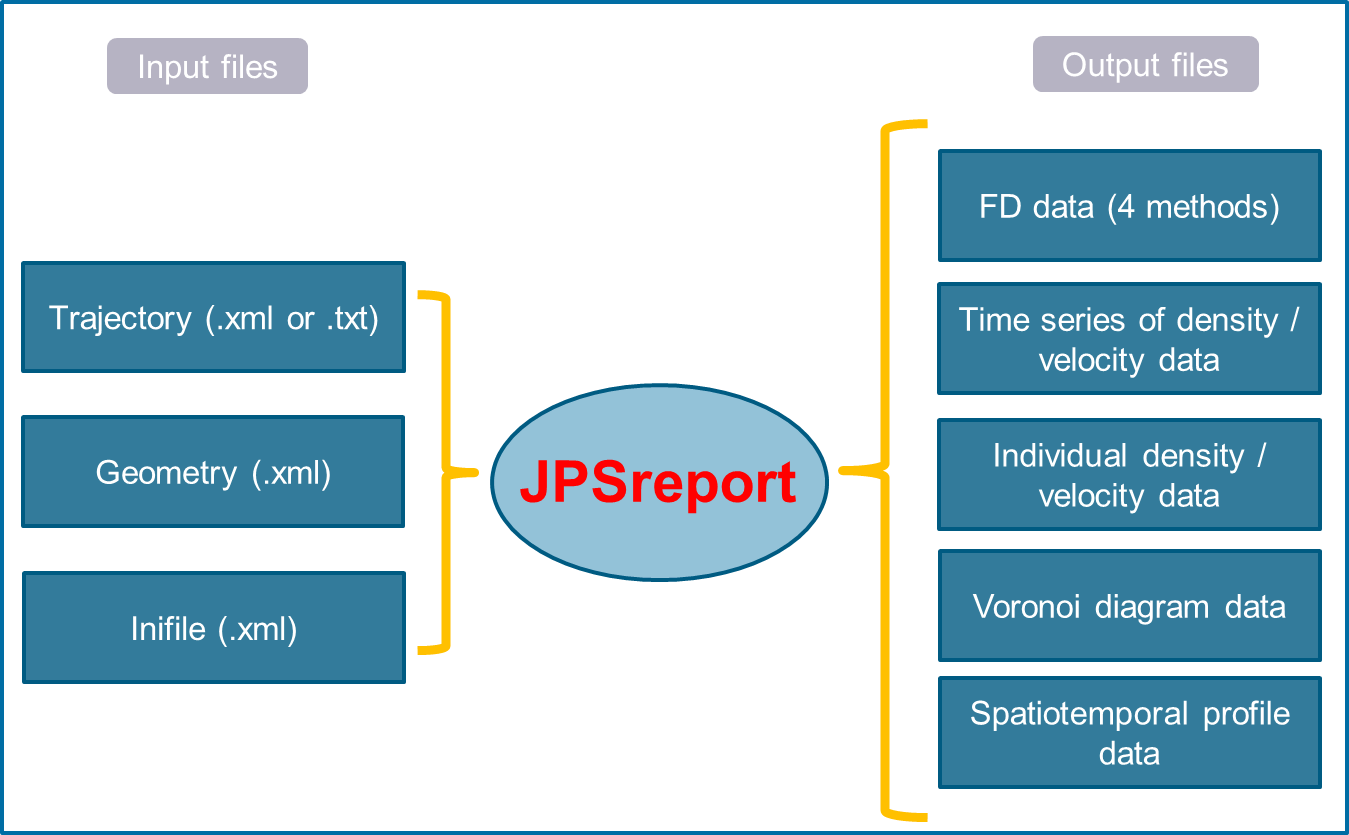 Input files
Output files
Trajectory (.xml or .txt)
Geometry (.xml)
Inifile (.xml)
JPSreport
FD data (4 methods)
Time series of density /
velocity data
Individual density /
velocity data
Voronoi diagram data
Spatiotemporal profile
data